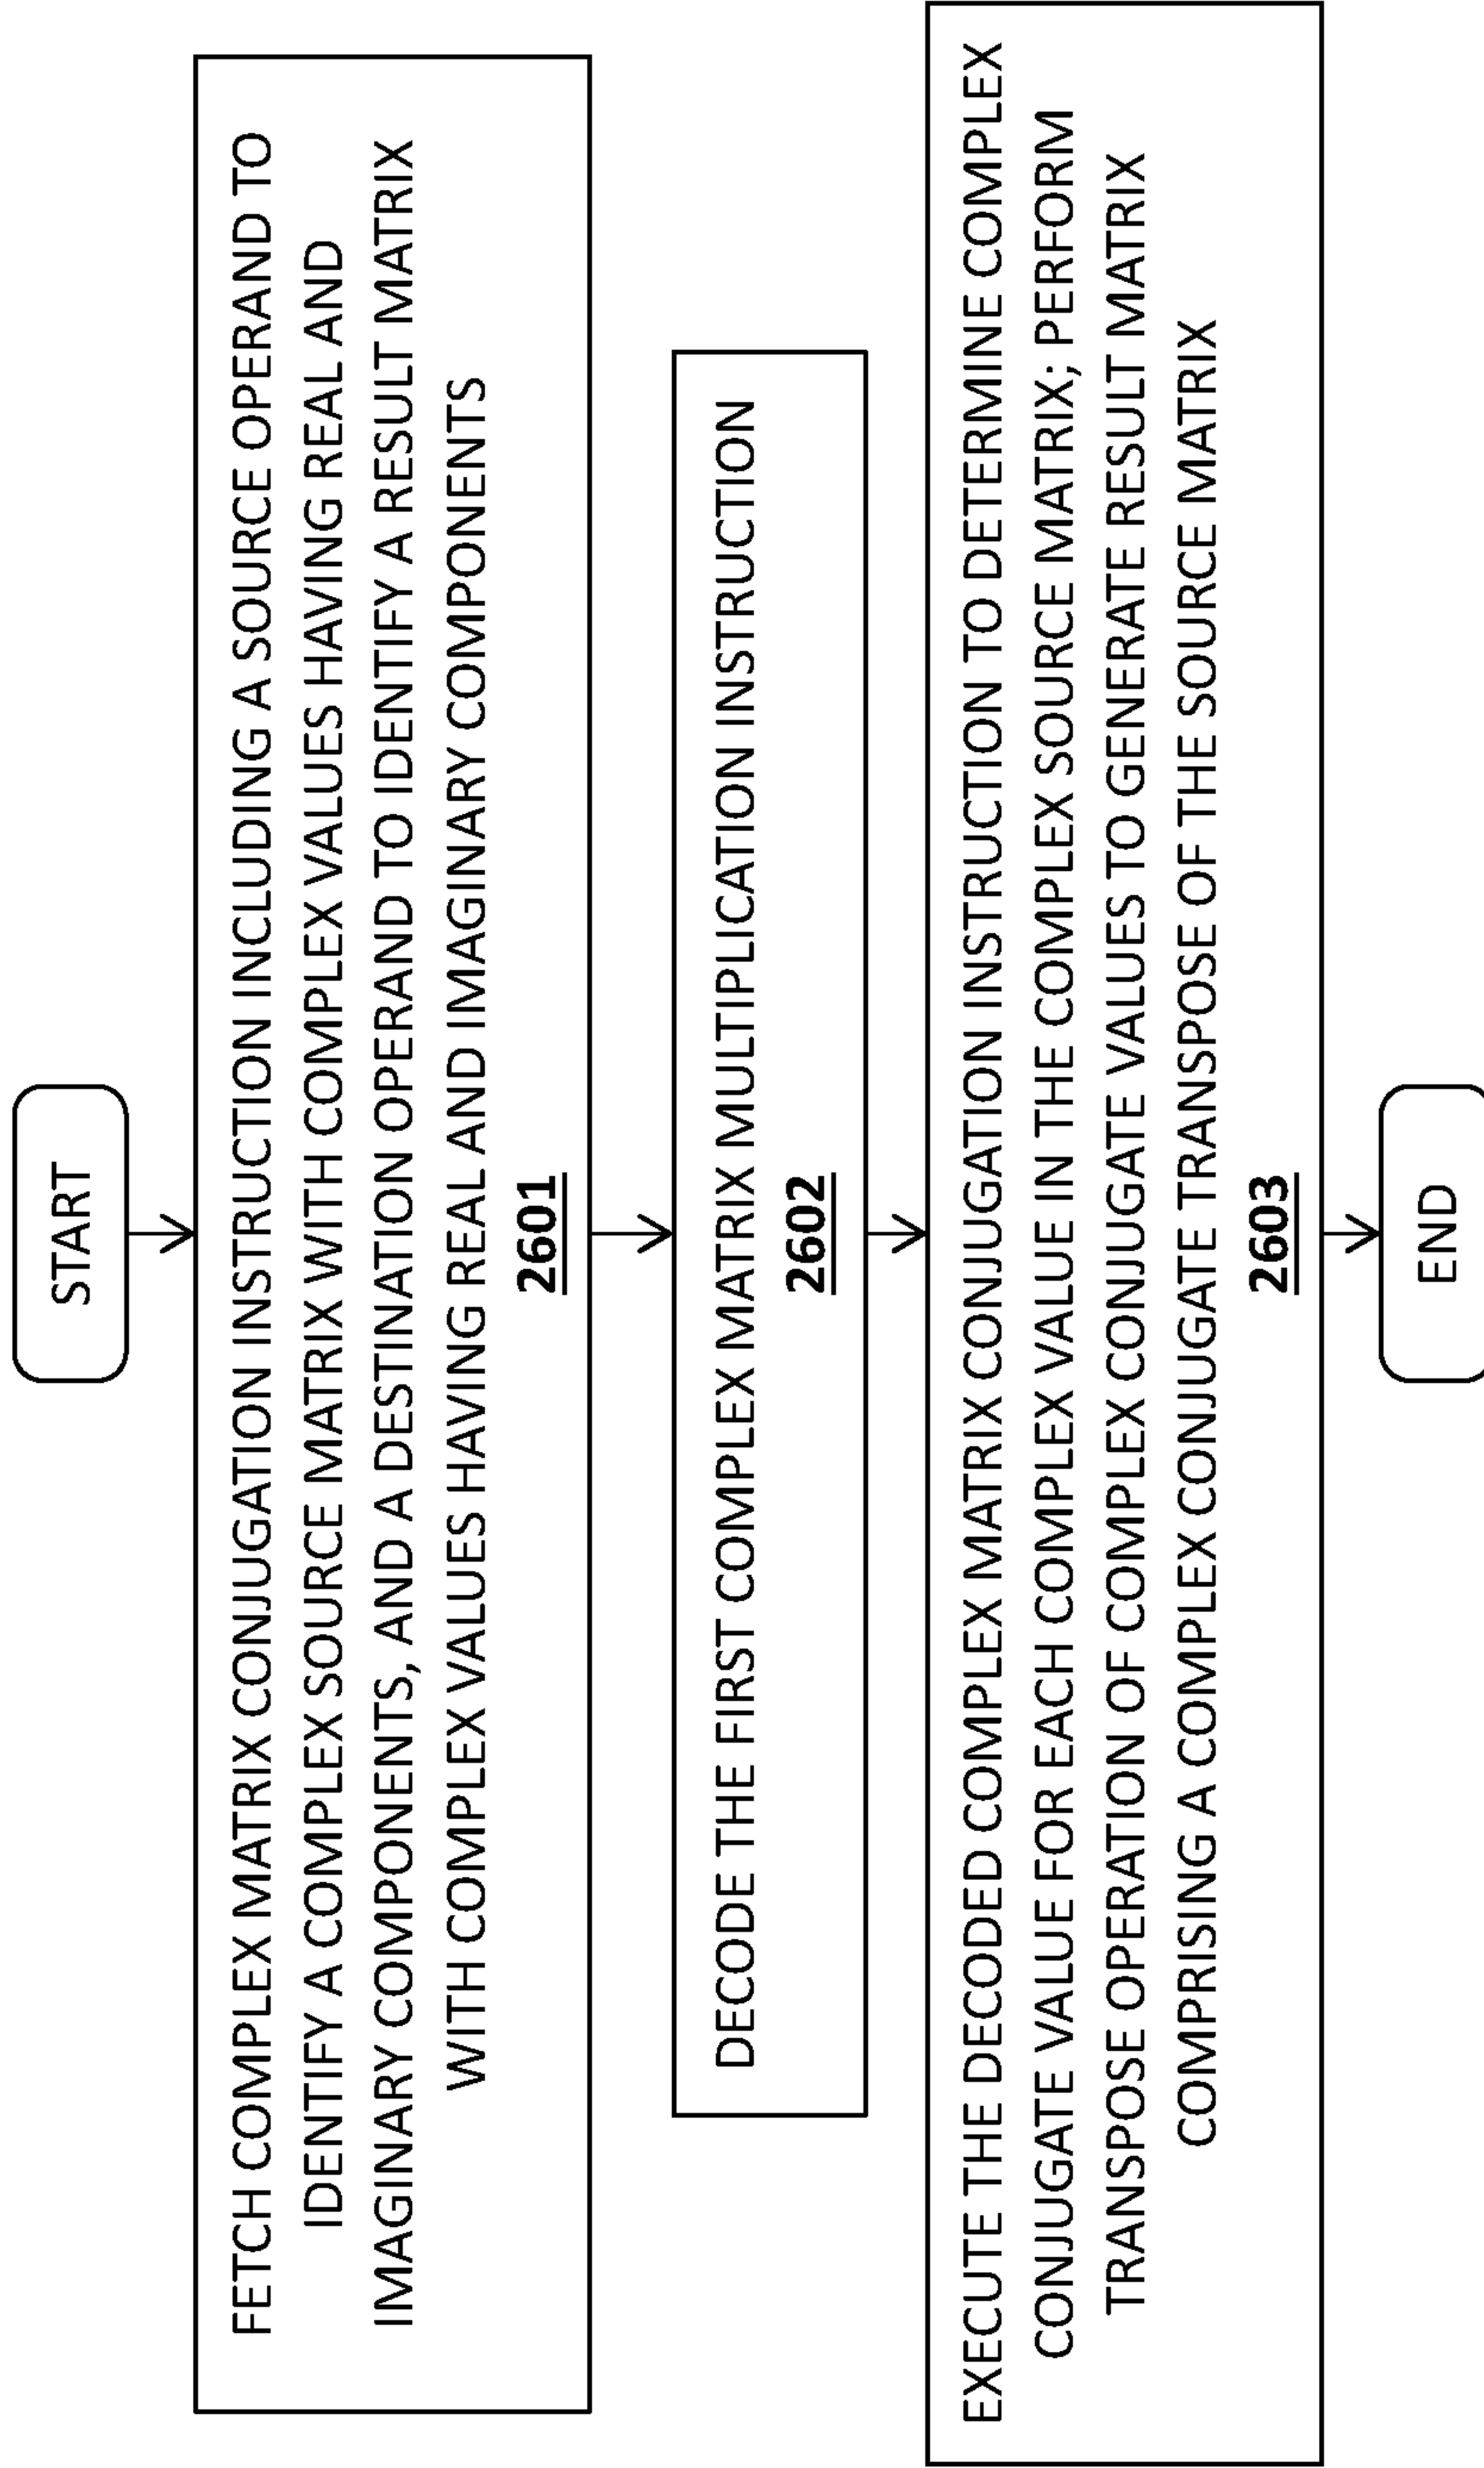 START
FETCH COMPLEX MATRIX CONJUGATION INSTRUCTION INCLUDING A SOURCE OPERAND TO
IDENTIFY A COMPLEX SOURCE MATRIX WITH COMPLEX VALUES HAVING REAL AND
IMAGINARY COMPONENTS, AND A DESTINATION OPERAND TO IDENTIFY A RESULT MATRIX
WITH COMPLEX VALUES HAVING REAL AND IMAGINARY COMPONENTS
2601
DECODE THE FIRST COMPLEX MATRIX MULTIPLICATION INSTRUCTION
2602
EXECUTE THE DECODED COMPLEX MATRIX CONJUGATION INSTRUCTION TO DETERMINE COMPLEX
CONJUGATE VALUE FOR EACH COMPLEX VALUE IN THE COMPLEX SOURCE MATRIX; PERFORM
TRANSPOSE OPERATION OF COMPLEX CONJUGATE VALUES TO GENERATE RESULT MATRIX
COMPRISING A COMPLEX CONJUGATE TRANSPOSE OF THE SOURCE MATRIX
2603
END